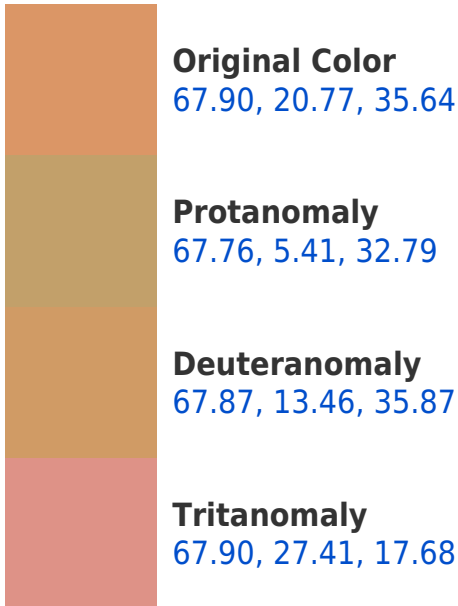 Original Color
67.90, 20.77, 35.64
Protanomaly
67.76, 5.41, 32.79
Deuteranomaly
67.87, 13.46, 35.87
Tritanomaly
67.90, 27.41, 17.68